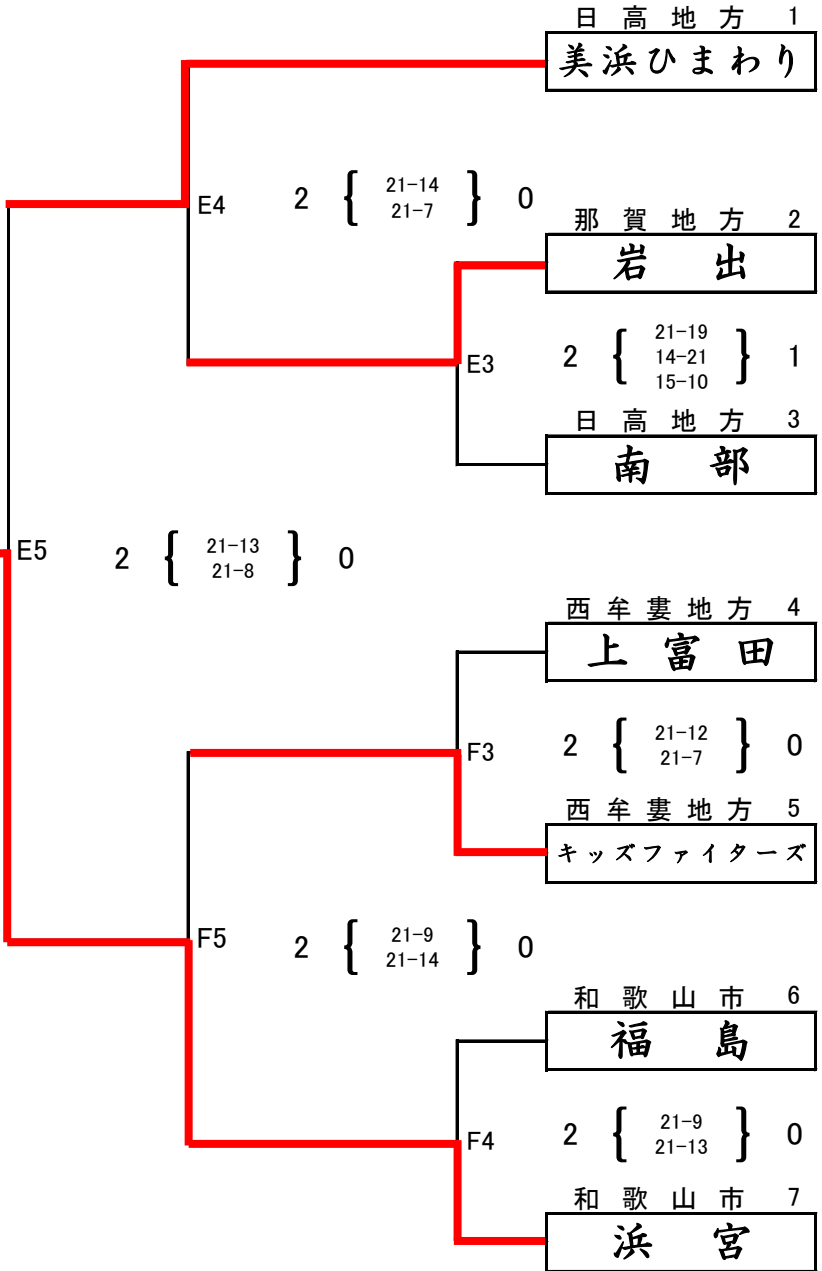 日高地方 1
美浜ひまわり
E4 2 { 21-14 } 0
21-7
那賀地方 2
岩出
E3 2 { 21-19 } 1
14-21
15-10
日高地方 3
南部
E5 2 { 21-13 } 0
21-8
西牟婁地方 4
上富田
F3 2 { 21-12 } 0
21-7
西牟婁地方 5
キッズファイターズ
F5 2 { 21-9 } 0
21-14
和歌山市 6
福島
F4 2 { 21-9 } 0
21-13
和歌山市 7
浜宮